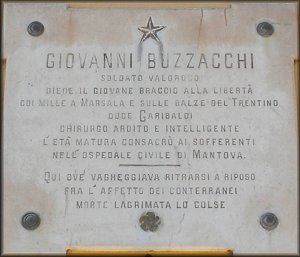 GIOVANNI BUZZACCHI
SOLDATO VALOROSO
DIEDE IL GIOVANE BRACCIO ALLA LIBERTÀ
COI MILLE A MARSALA E SULLE BALZE DEL TRENTINO
DUCE GARIBALDI
CHIRURGO ARDITO E INTELLIGENTE
L'ETÀ MATURA CONSACRÒ AI SOFFERENTI
NELL'OSPEDALE CIVILE DI MANTOVA.
QUI OVE VAGHEGGIAVA RITRARSI A RIPOSO
FRA L'AFFETTO DEI CONTERRANEI
MORTE LAGRIMATA LO COLSE